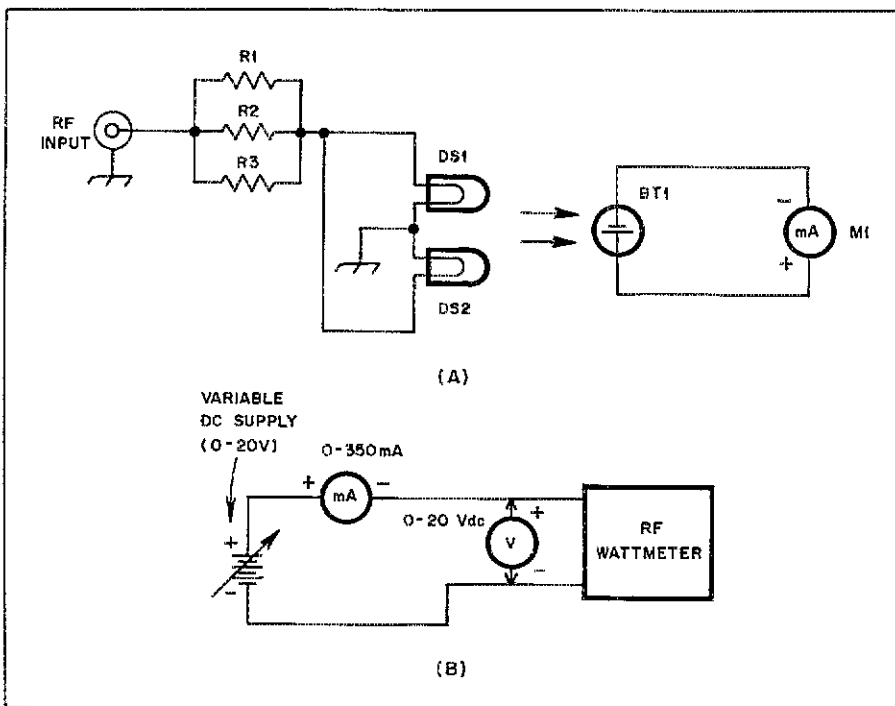 R1
R2
R3
RF
INPUT
DS1
DS2
BT1
-
mA
+
M1
(A)
VARIABLE
DC SUPPLY
(0-20V)
0-350mA
+
-
mA
0-20 Vdc
+
V
-
+
-
RF
WATTMETER
(B)